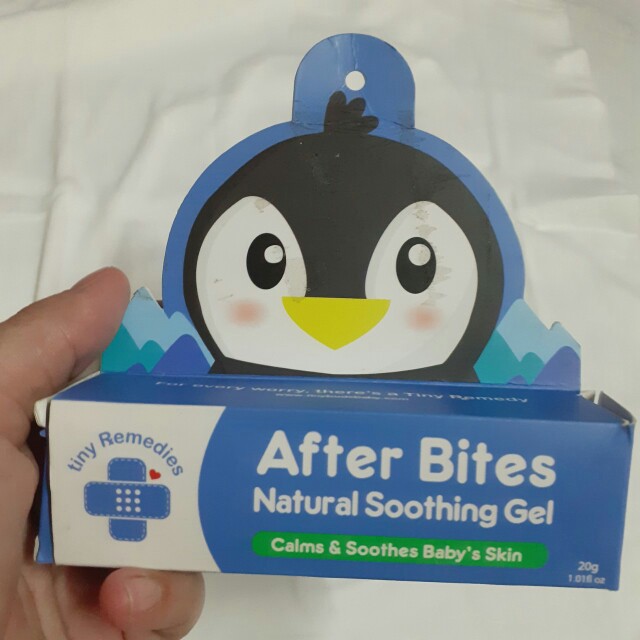 For every worry, there's a Tiny Remedy
tiny Remedies
After Bites
Natural Soothing Gel
Calms & Soothes Baby's Skin
20g
1.01fl oz